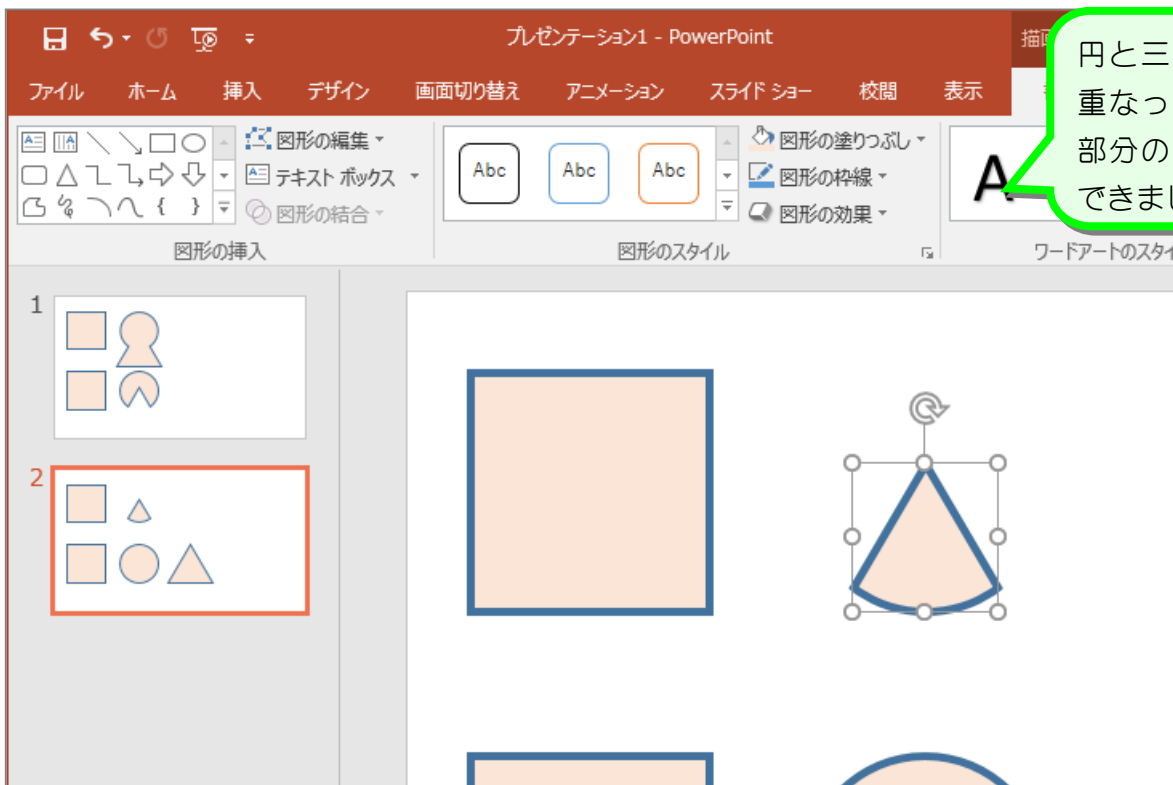 プレゼンテーション1 - PowerPoint
描画
ファイル ホーム 挿入 デザイン 画面切り替え アニメーション スライド ショー 校閲 表示
円と三
重なっ
部分の
できまし
図形の編集
テキスト ボックス
図形の結合
Abc Abc Abc
図形の塗りつぶし
図形の枠線
図形の効果
A
図形の挿入
図形のスタイル
ワードアートのスタイ
1
2